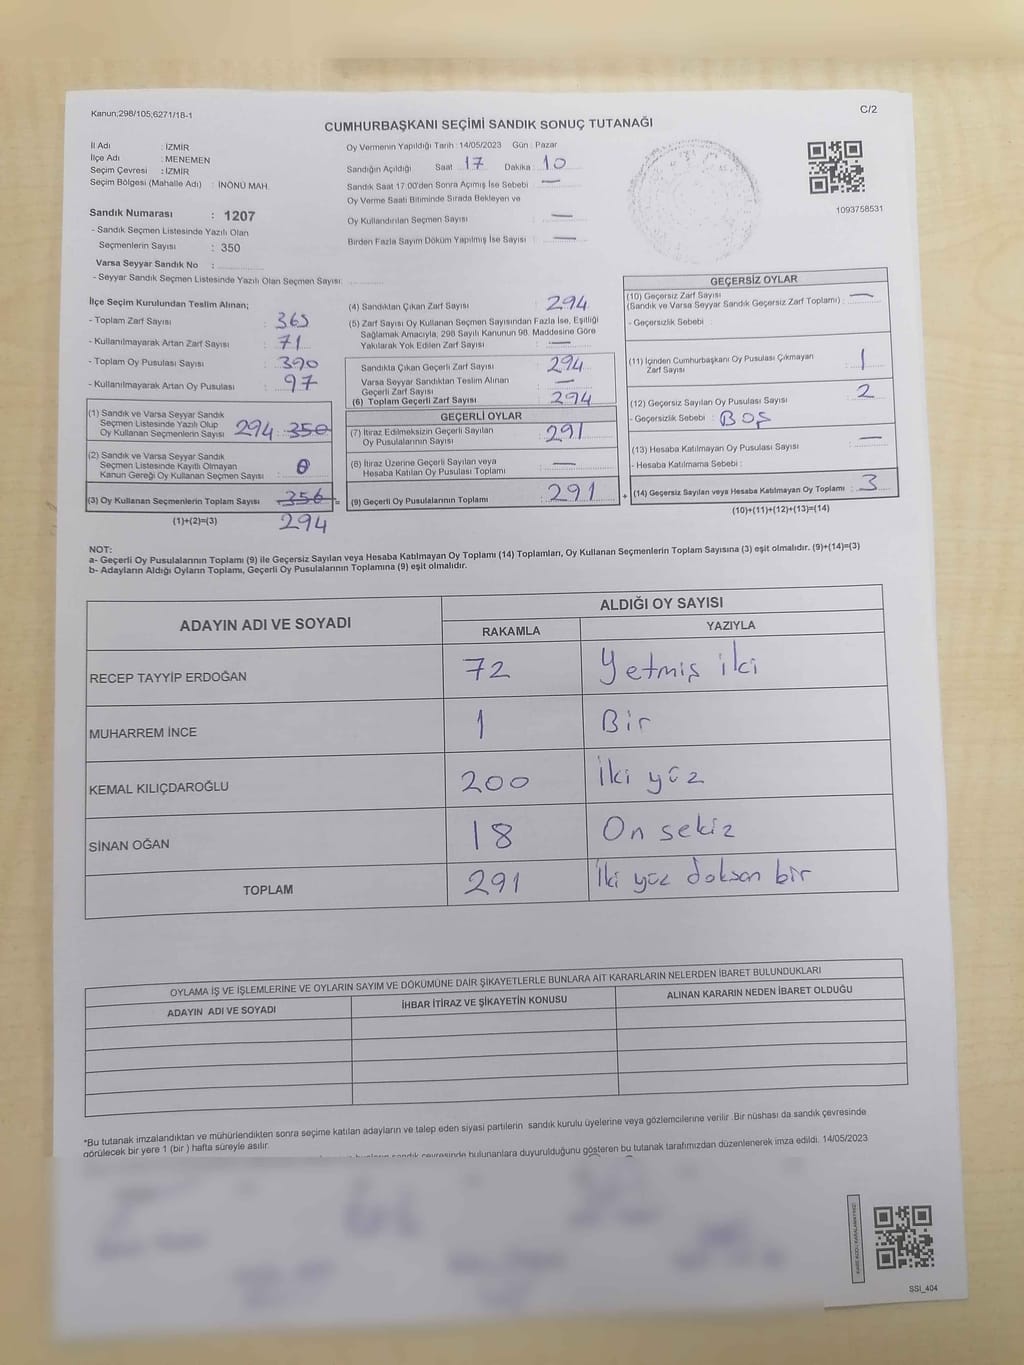 Kanun;298/105;6271/18-1
C/2
CUMHURBAŞKANI SEÇİMİ SANDIK SONUÇ TUTANAĞI
İl Adı : İZMİR
İlçe Adı : MENEMEN
Seçim Çevresi : İZMİR
Seçim Bölgesi (Mahalle Adı) : İNÖNÜ MAH.
Sandık Numarası : 1207
- Sandık Seçmen Listesinde Yazılı Olan
Seçmenlerin Sayısı : 350
Varsa Seyyar Sandık No :
- Seyyar Sandık Seçmen Listesinde Yazılı Olan Seçmen Sayısı:
Oy Vermenin Yapıldığı Tarih : 14/05/2023 Gün : Pazar
Sandığın Açıldığı Saat 17 Dakika 10
Sandık Saat 17:00'den Sonra Açımış İse Sebebi —
Oy Verme Saati Bitiminde Sırada Bekleyen ve
Oy Kullandırılan Seçmen Sayısı —
Birden Fazla Sayım Döküm Yapılmış İse Sayısı : —
1093758531
İlçe Seçim Kurulundan Teslim Alınan;
- Toplam Zarf Sayısı : 365
- Kullanılmayarak Artan Zarf Sayısı : 71
- Toplam Oy Pusulası Sayısı : 390
- Kullanılmayarak Artan Oy Pusulası : 97
(1) Sandık ve Varsa Seyyar Sandık
Seçmen Listesinde Yazılı Olup
Oy Kullanan Seçmenlerin Sayısı 294 350
(2) Sandık ve Varsa Seyyar Sandık
Seçmen Listesinde Kayıtlı Olmayan
Kanun Gereği Oy Kullanan Seçmen Sayısı : 0
(3) Oy Kullanan Seçmenlerin Toplam Sayısı 350 =
(1)+(2)=(3) 294
(4) Sandıktan Çıkan Zarf Sayısı : 294
(5) Zarf Sayısı Oy Kullanan Seçmen Sayısından Fazla İse, Eşitliği
Sağlamak Amacıyla, 298 Sayılı Kanunun 98. Maddesine Göre
Yakılarak Yok Edilen Zarf Sayısı : —
Sandıkta Çıkan Geçerli Zarf Sayısı : 294
Varsa Seyyar Sandıktan Teslim Alınan
Geçerli Zarf Sayısı : —
(6) Toplam Geçerli Zarf Sayısı : 294
GEÇERLİ OYLAR
(7) İtiraz Edilmeksizin Geçerli Sayılan
Oy Pusulalarının Sayısı : 291
(8) İtiraz Üzerine Geçerli Sayılan veya
Hesaba Katılan Oy Pusulası Toplamı : —
(9) Geçerli Oy Pusulalarının Toplamı : 291 +
GEÇERSİZ OYLAR
(10) Geçersiz Zarf Sayısı
(Sandık ve Varsa Seyyar Sandık Geçersiz Zarf Toplamı) : —
- Geçersizlik Sebebi :
(11) İçinden Cumhurbaşkanı Oy Pusulası Çıkmayan
Zarf Sayısı : 1
(12) Geçersiz Sayılan Oy Pusulası Sayısı : 2
- Geçersizlik Sebebi : BOŞ
(13) Hesaba Katılmayan Oy Pusulası Sayısı : —
- Hesaba Katılmama Sebebi :
(14) Geçersiz Sayılan veya Hesaba Katılmayan Oy Toplamı : 3
(10)+(11)+(12)+(13)=(14)
NOT:
a- Geçerli Oy Pusulalarının Toplamı (9) ile Geçersiz Sayılan veya Hesaba Katılmayan Oy Toplamı (14) Toplamları, Oy Kullanan Seçmenlerin Toplam Sayısına (3) eşit olmalıdır. (9)+(14)=(3)
b- Adayların Aldığı Oyların Toplamı, Geçerli Oy Pusulalarının Toplamına (9) eşit olmalıdır.
ADAYIN ADI VE SOYADI
ALDIĞI OY SAYISI
RAKAMLA YAZIYLA
RECEP TAYYİP ERDOĞAN 72 Yetmiş iki
MUHARREM İNCE 1 Bir
KEMAL KILIÇDAROĞLU 200 İki yüz
SİNAN OĞAN 18 On sekiz
TOPLAM 291 İki yüz doksan bir
OYLAMA İŞ VE İŞLEMLERİNE VE OYLARIN SAYIM VE DÖKÜMÜNE DAİR ŞİKAYETLERLE BUNLARA AİT KARARLARIN NELERDEN İBARET BULUNDUKLARI
ADAYIN ADI VE SOYADI İHBAR İTİRAZ VE ŞİKAYETİN KONUSU ALINAN KARARIN NEDEN İBARET OLDUĞU
*Bu tutanak imzalandıktan ve mühürlendikten sonra seçime katılan adayların ve talep eden siyasi partilerin sandık kurulu üyelerine veya gözlemcilerine verilir .Bir nüshası da sandık çevresinde
görülecek bir yere 1 (bir ) hafta süreyle asılır.
sandık çevresinde bulunanlara duyurulduğunu gösteren bu tutanak tarafımızdan düzenlenerek imza edildi. 14/05/2023
SSI_404